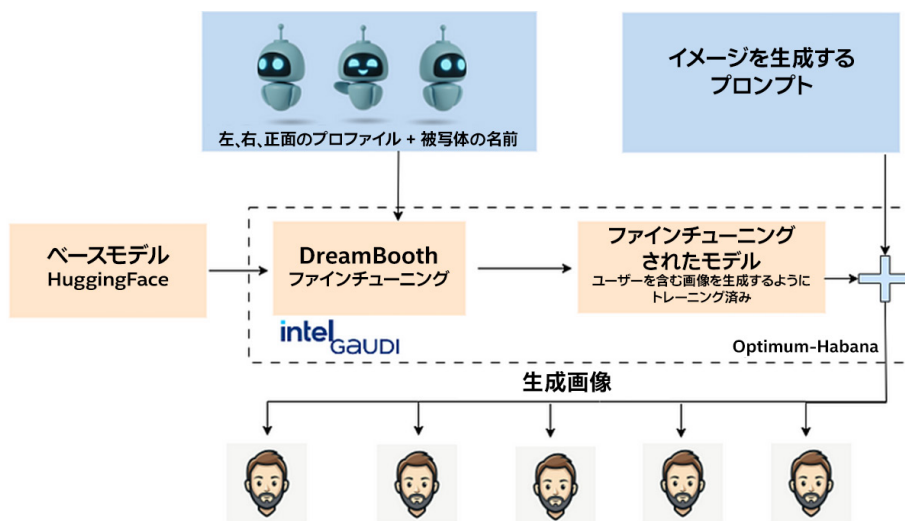 左、右、正面のプロファイル + 被写体の名前
イメージを生成する
プロンプト
ベースモデル
HuggingFace
DreamBooth
ファインチューニング
ファインチューニング
されたモデル
ユーザーを含む画像を生成するように
トレーニング済み
intel
GAUDI
Optimum-Habana
生成画像